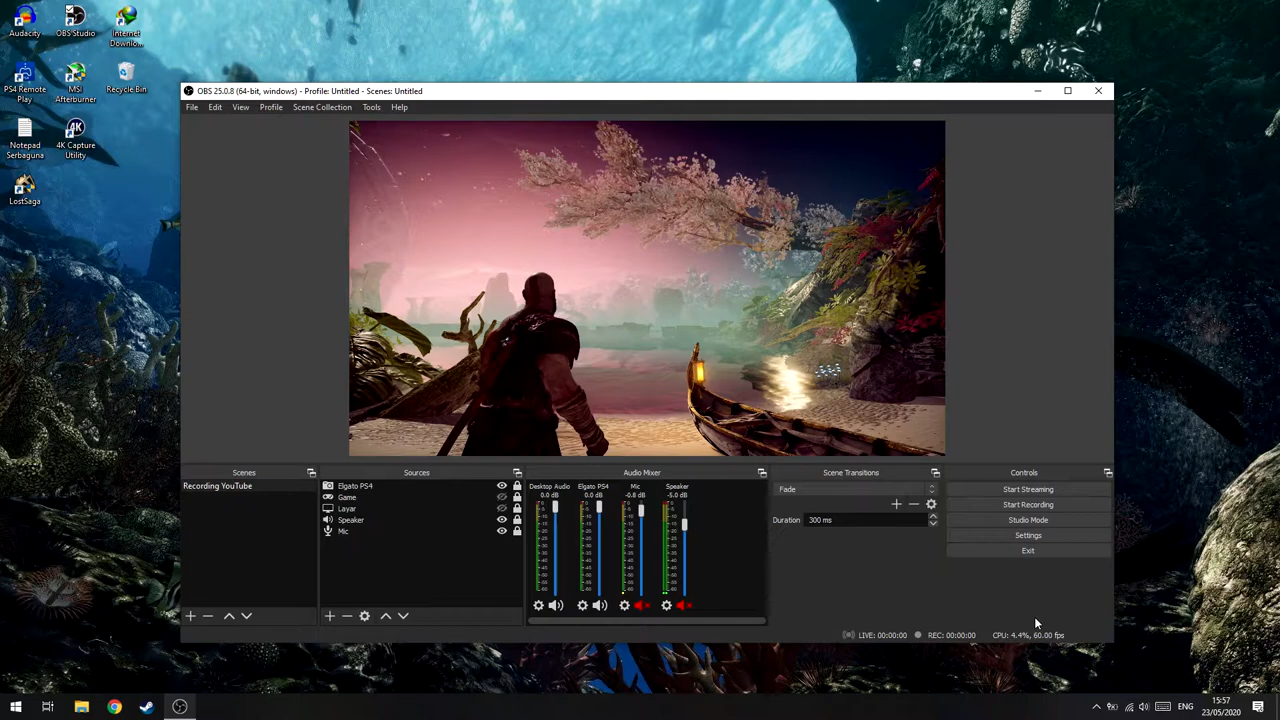 Audacity
OBS Studio
Internet
Downlo...
PS4 Remote
Play
MSI
Afterburner
Recycle Bin
Notepad
Serbaguna
4K Capture
Utility
LostSaga
OBS 25.0.8 (64-bit, windows) - Profile: Untitled - Scenes: Untitled
File Edit View Profile Scene Collection Tools Help
Scenes
Recording YouTube
Sources
Elgato PS4
Game
Layar
Speaker
Mic
Audio Mixer
Desktop Audio Elgato PS4 Mic Speaker
0.0 dB 0.0 dB -0.8 dB -5.0 dB
Scene Transitions
Fade
Duration 300 ms
Controls
Start Streaming
Start Recording
Studio Mode
Settings
Exit
LIVE: 00:00:00 REC: 00:00:00 CPU: 4.4%, 60.00 fps
4K
ENG
15:57
23/05/2020